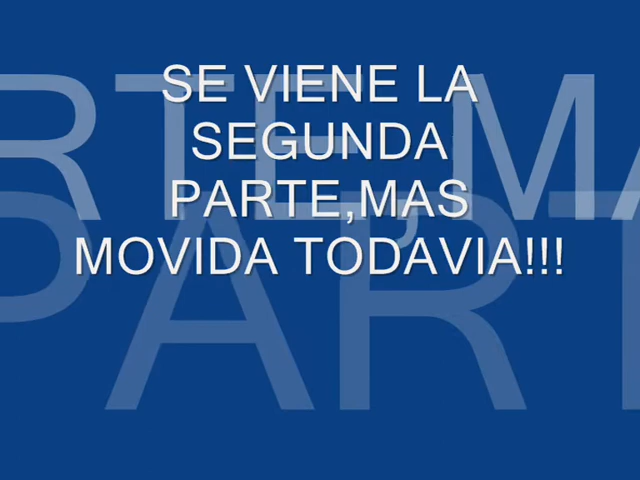 SE VIENE LA
SEGUNDA
PARTE,MAS
MOVIDA TODAVIA!!!